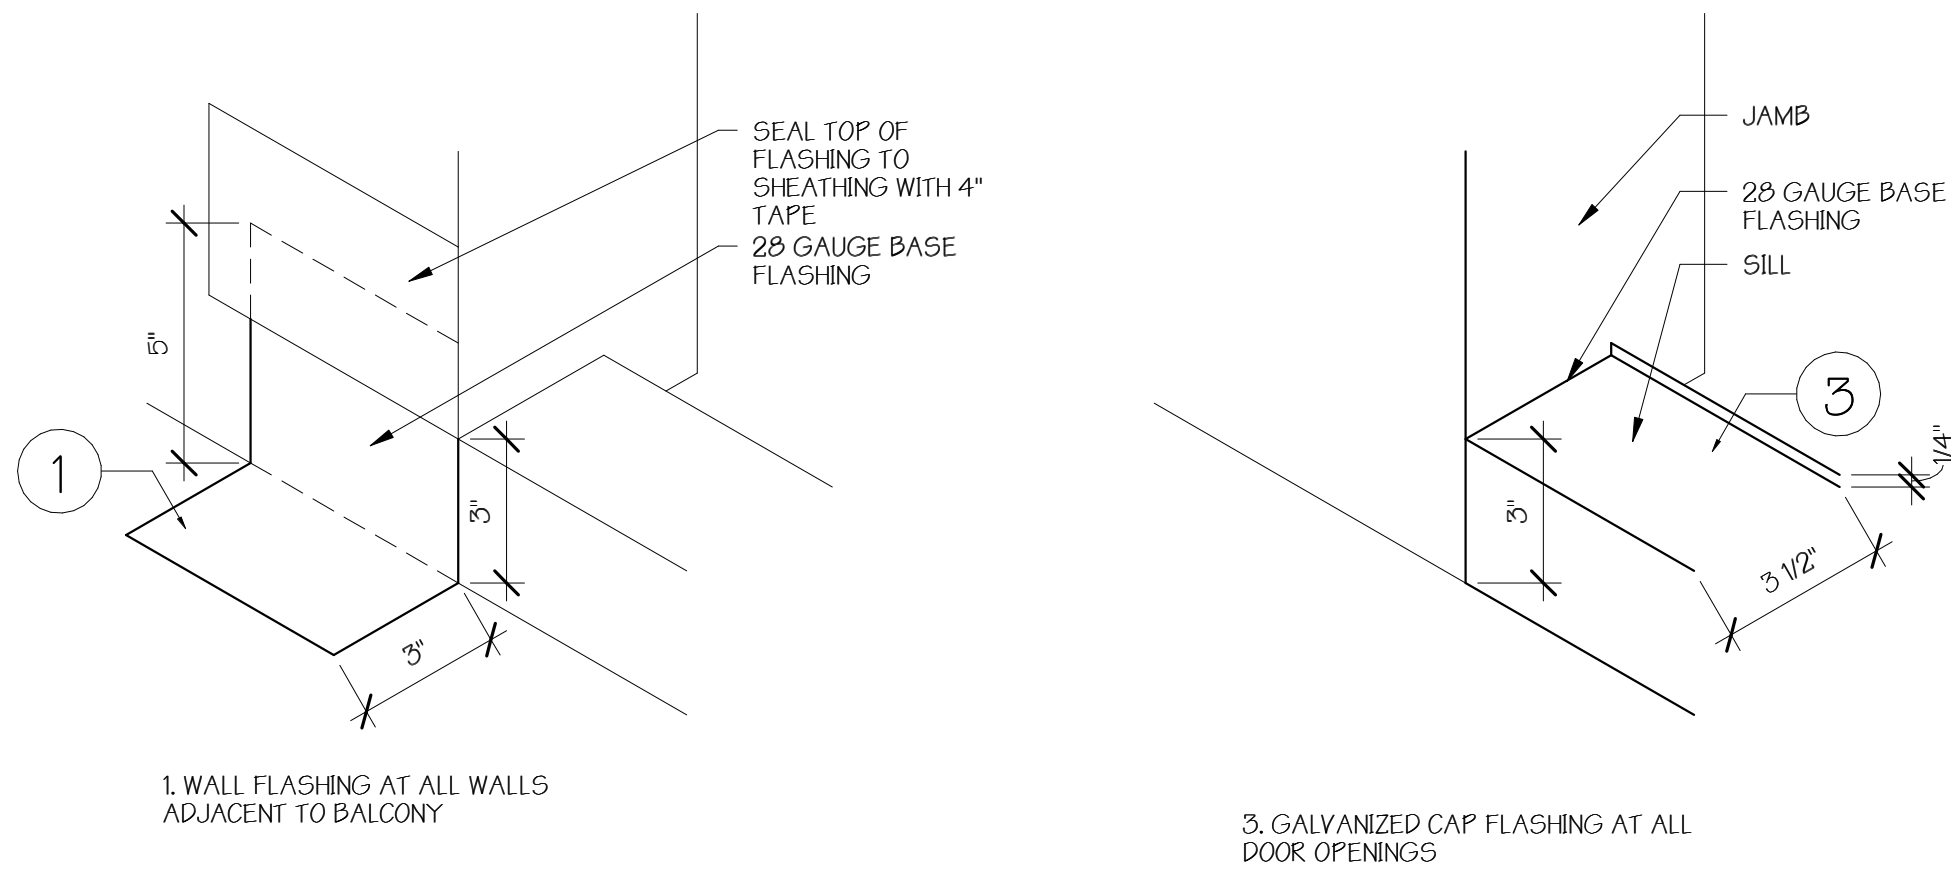 SEAL TOP OF
FLASHING TO
SHEATHING WITH 4"
TAPE
28 GAUGE BASE
FLASHING
5"
1
3"
3"
1. WALL FLASHING AT ALL WALLS
ADJACENT TO BALCONY
JAMB
28 GAUGE BASE
FLASHING
SILL
3
1/4"
3"
3 1/2"
3. GALVANIZED CAP FLASHING AT ALL
DOOR OPENINGS